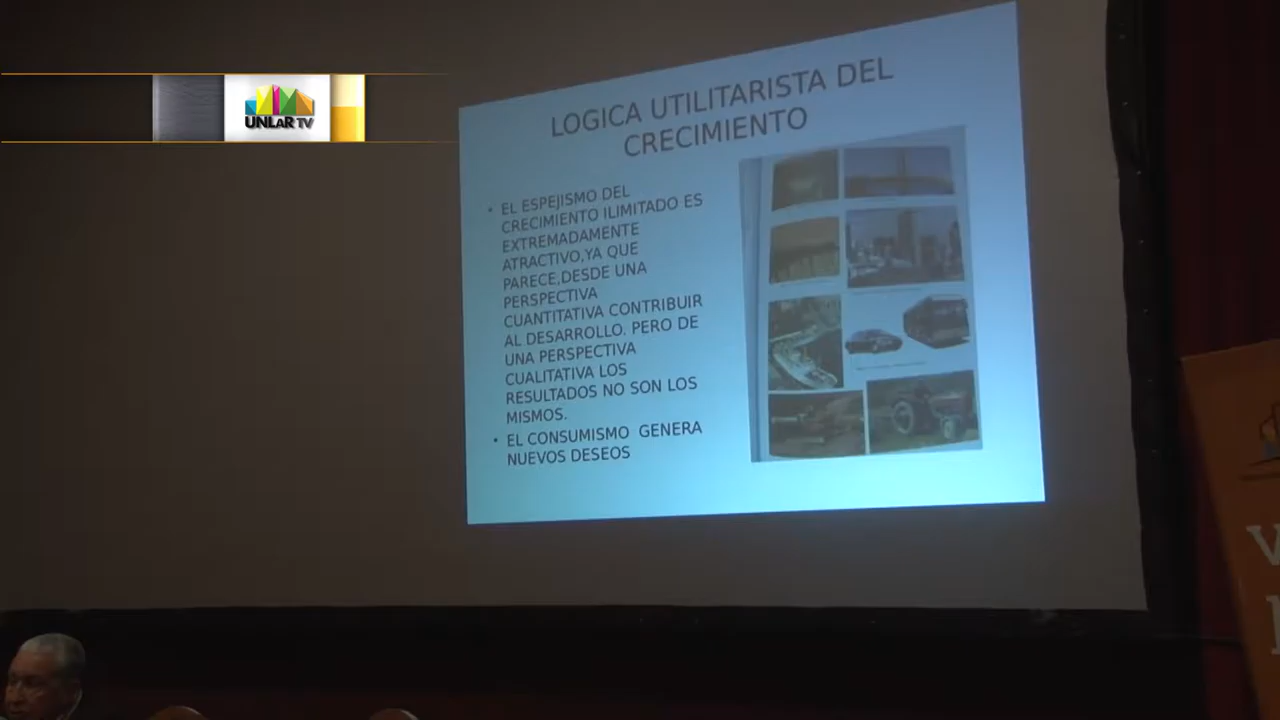 UNLaR TV
LOGICA UTILITARISTA DEL
CRECIMIENTO
• EL ESPEJISMO DEL
CRECIMIENTO ILIMITADO ES
EXTREMADAMENTE
ATRACTIVO,YA QUE
PARECE,DESDE UNA
PERSPECTIVA
CUANTITATIVA CONTRIBUIR
AL DESARROLLO. PERO DE
UNA PERSPECTIVA
CUALITATIVA LOS
RESULTADOS NO SON LOS
MISMOS.
• EL CONSUMISMO GENERA
NUEVOS DESEOS